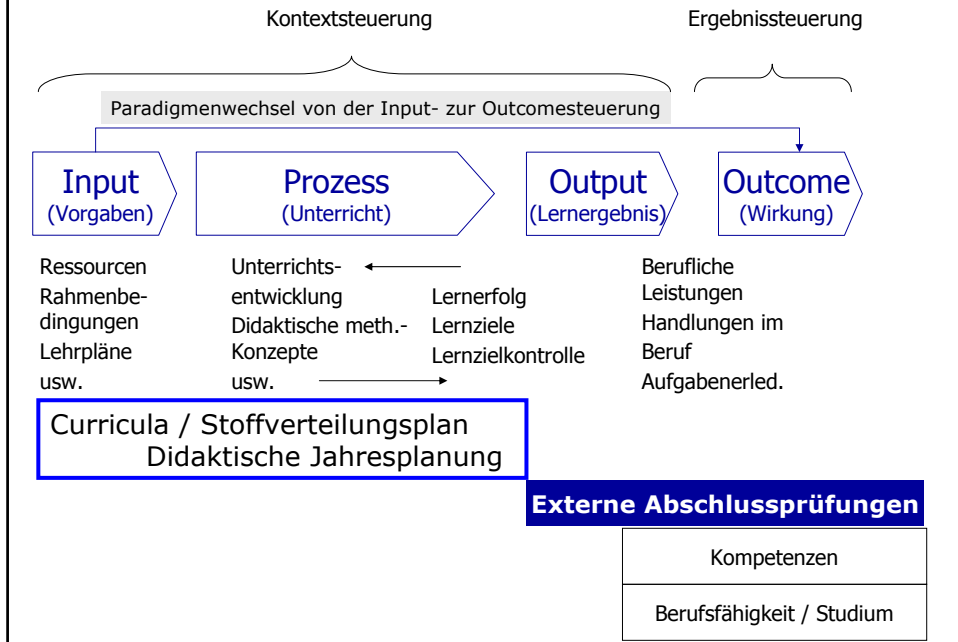 Kontextsteuerung
Ergebnissteuerung
Paradigmenwechsel von der Input- zur Outcomesteuerung
Input
(Vorgaben)
Prozess
(Unterricht)
Output
(Lernergebnis)
Outcome
(Wirkung)
Ressourcen
Rahmenbe-
dingungen
Lehrpläne
usw.
Unterrichts-
entwicklung
Didaktische meth.-
Konzepte
usw.
Lernerfolg
Lernziele
Lernzielkontrolle
Berufliche
Leistungen
Handlungen im
Beruf
Aufgabenerled.
Curricula / Stoffverteilungsplan
Didaktische Jahresplanung
Externe Abschlussprüfungen
Kompetenzen
Berufsfähigkeit / Studium